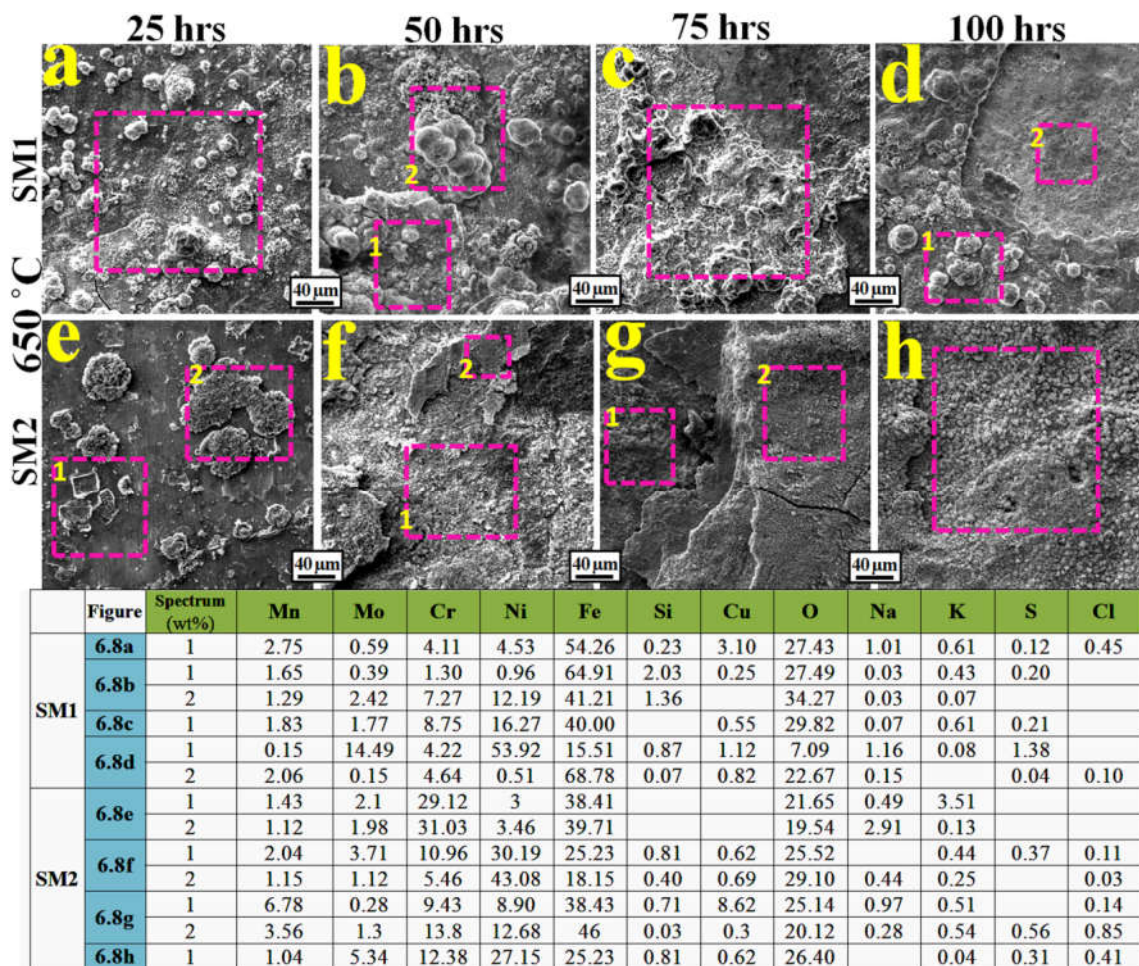 25 hrs 50 hrs 75 hrs 100 hrs
650 °C
SM1
a
40 µm
b
2
1
40 µm
c
40 µm
d
2
1
40 µm
SM2
e
2
1
40 µm
f
2
1
40 µm
g
1
2
40 µm
h
40 µm
Figure Spectrum (wt%) Mn Mo Cr Ni Fe Si Cu O Na K S Cl
SM1
6.8a 1 2.75 0.59 4.11 4.53 54.26 0.23 3.10 27.43 1.01 0.61 0.12 0.45
6.8b 1 1.65 0.39 1.30 0.96 64.91 2.03 0.25 27.49 0.03 0.43 0.20
2 1.29 2.42 7.27 12.19 41.21 1.36 34.27 0.03 0.07
6.8c 1 1.83 1.77 8.75 16.27 40.00 0.55 29.82 0.07 0.61 0.21
6.8d 1 0.15 14.49 4.22 53.92 15.51 0.87 1.12 7.09 1.16 0.08 1.38
2 2.06 0.15 4.64 0.51 68.78 0.07 0.82 22.67 0.15 0.04 0.10
SM2
6.8e 1 1.43 2.1 29.12 3 38.41 21.65 0.49 3.51
2 1.12 1.98 31.03 3.46 39.71 19.54 2.91 0.13
6.8f 1 2.04 3.71 10.96 30.19 25.23 0.81 0.62 25.52 0.44 0.37 0.11
2 1.15 1.12 5.46 43.08 18.15 0.40 0.69 29.10 0.44 0.25 0.03
6.8g 1 6.78 0.28 9.43 8.90 38.43 0.71 8.62 25.14 0.97 0.51 0.14
2 3.56 1.3 13.8 12.68 46 0.03 0.3 20.12 0.28 0.54 0.56 0.85
6.8h 1 1.04 5.34 12.38 27.15 25.23 0.81 0.62 26.40 0.04 0.31 0.41